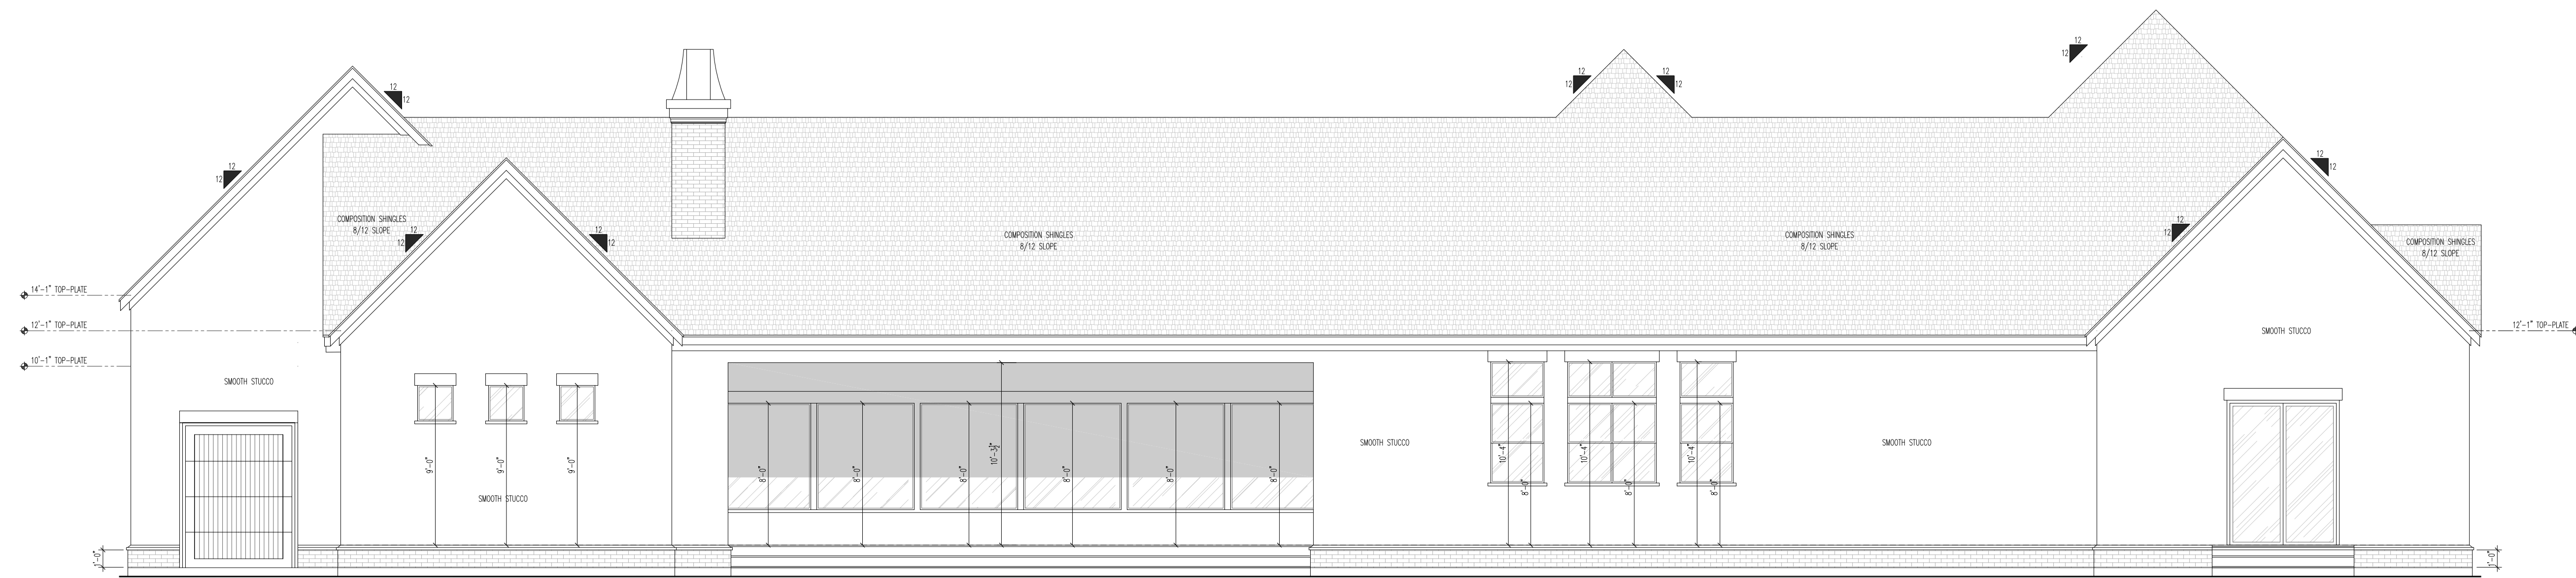 12
12
12
12
12
12
12
12
12
12
12
12
COMPOSITION SHINGLES
8/12 SLOPE
12
12
12
12
COMPOSITION SHINGLES
8/12 SLOPE
COMPOSITION SHINGLES
8/12 SLOPE
12
12
COMPOSITION SHINGLES
8/12 SLOPE
14'-1" TOP-PLATE
12'-1" TOP-PLATE
12'-1" TOP-PLATE
10'-1" TOP-PLATE
SMOOTH STUCCO
SMOOTH STUCCO
SMOOTH STUCCO
SMOOTH STUCCO
SMOOTH STUCCO
9'-0"
9'-0"
9'-0"
8'-0"
8'-0"
8'-0"
10'-3½"
8'-0"
8'-0"
8'-0"
10'-4"
8'-0"
10'-4"
8'-0"
10'-4"
8'-0"
1'-0"
1'-0"